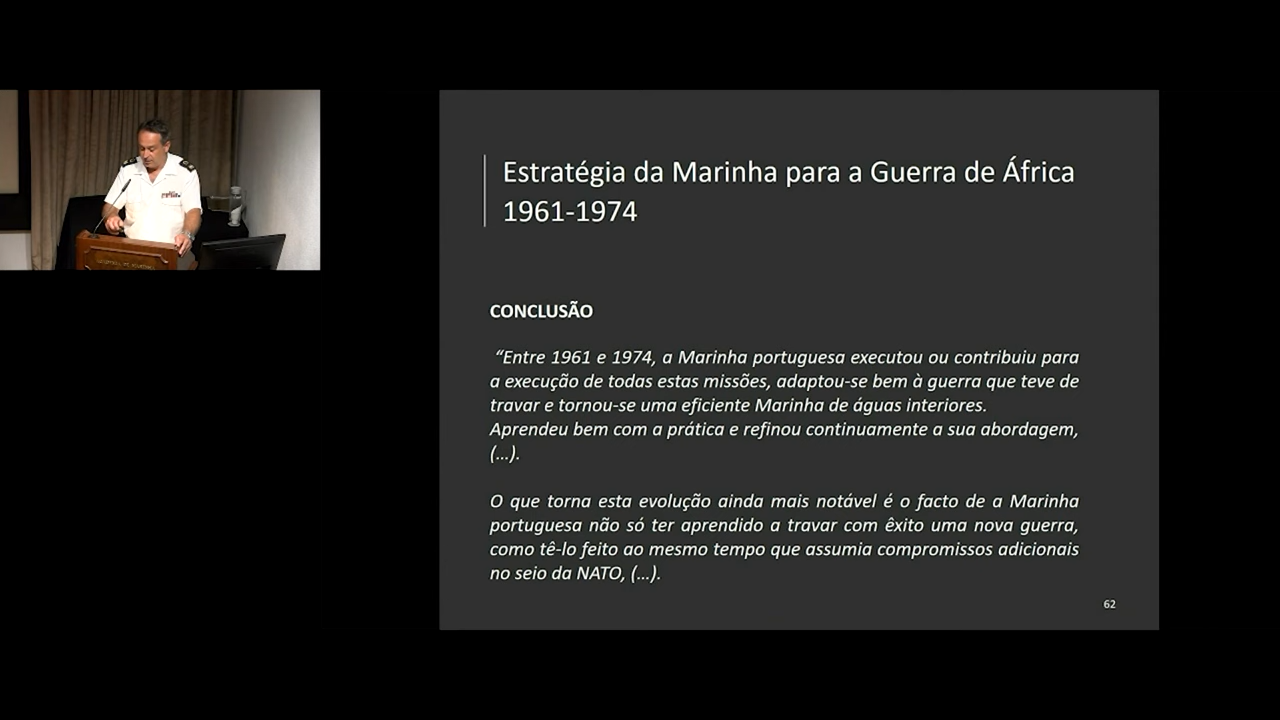 Estratégia da Marinha para a Guerra de África
1961-1974
CONCLUSÃO
“Entre 1961 e 1974, a Marinha portuguesa executou ou contribuiu para
a execução de todas estas missões, adaptou-se bem à guerra que teve de
travar e tornou-se uma eficiente Marinha de águas interiores.
Aprendeu bem com a prática e refinou continuamente a sua abordagem,
(...).
O que torna esta evolução ainda mais notável é o facto de a Marinha
portuguesa não só ter aprendido a travar com êxito uma nova guerra,
como tê-lo feito ao mesmo tempo que assumia compromissos adicionais
no seio da NATO, (...).
62